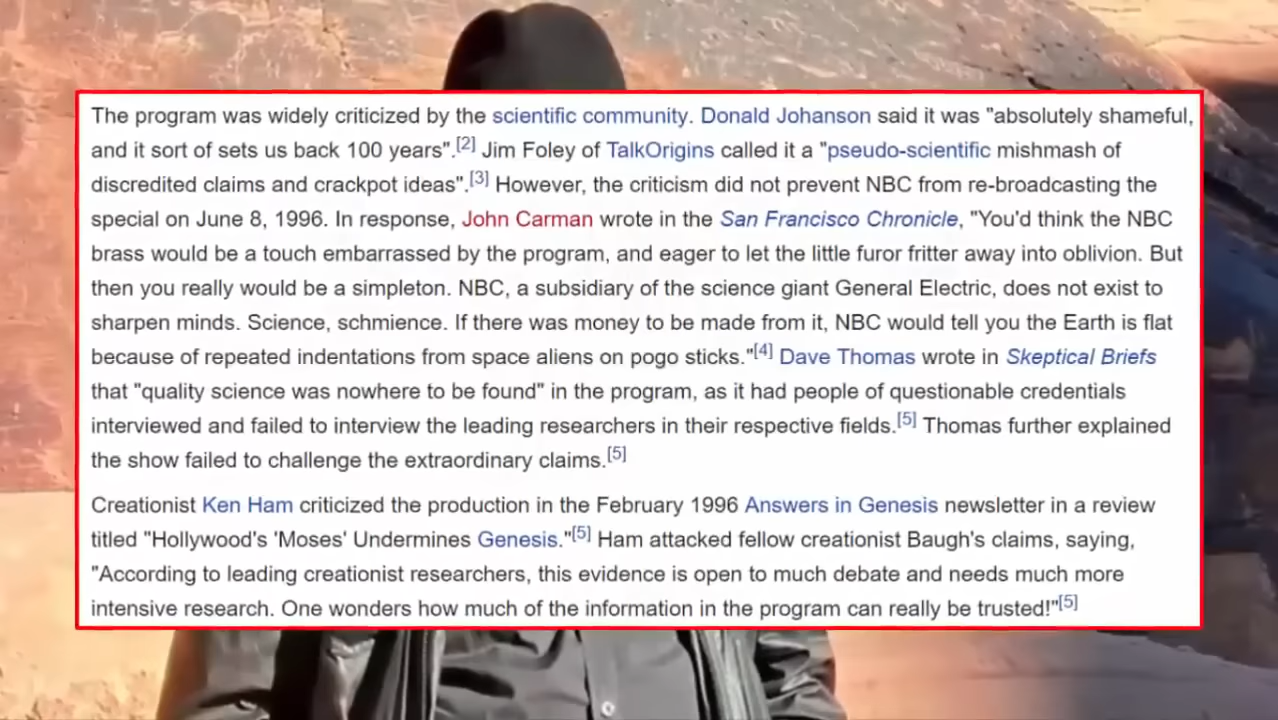 The program was widely criticized by the scientific community. Donald Johanson said it was "absolutely shameful,
and it sort of sets us back 100 years".[2] Jim Foley of TalkOrigins called it a "pseudo-scientific mishmash of
discredited claims and crackpot ideas".[3] However, the criticism did not prevent NBC from re-broadcasting the
special on June 8, 1996. In response, John Carman wrote in the San Francisco Chronicle, "You'd think the NBC
brass would be a touch embarrassed by the program, and eager to let the little furor fritter away into oblivion. But
then you really would be a simpleton. NBC, a subsidiary of the science giant General Electric, does not exist to
sharpen minds. Science, schmience. If there was money to be made from it, NBC would tell you the Earth is flat
because of repeated indentations from space aliens on pogo sticks."[4] Dave Thomas wrote in Skeptical Briefs
that "quality science was nowhere to be found" in the program, as it had people of questionable credentials
interviewed and failed to interview the leading researchers in their respective fields.[5] Thomas further explained
the show failed to challenge the extraordinary claims.[5]
Creationist Ken Ham criticized the production in the February 1996 Answers in Genesis newsletter in a review
titled "Hollywood's 'Moses' Undermines Genesis."[5] Ham attacked fellow creationist Baugh's claims, saying,
"According to leading creationist researchers, this evidence is open to much debate and needs much more
intensive research. One wonders how much of the information in the program can really be trusted!"[5]